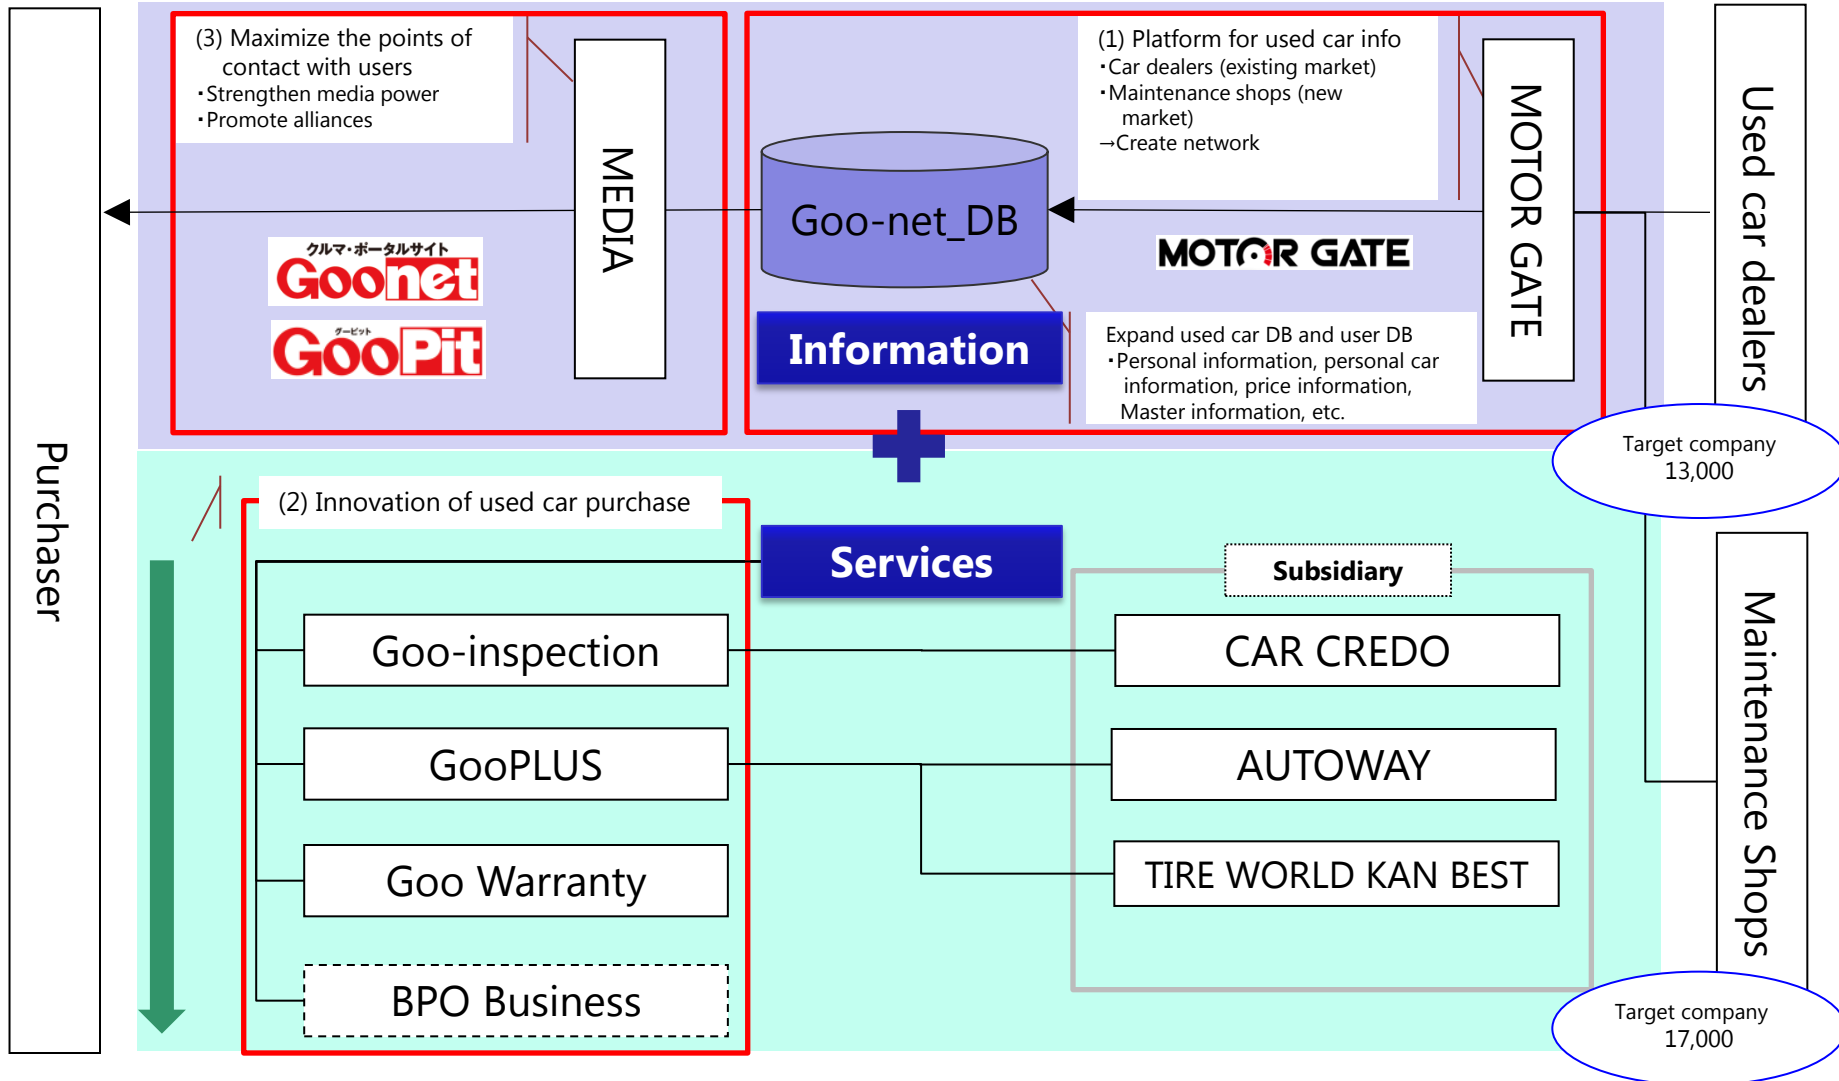 (3) Maximize the points of
contact with users
・Strengthen media power
・Promote alliances
MEDIA
(1) Platform for used car info
・Car dealers (existing market)
・Maintenance shops (new
market)
→Create network
MOTOR GATE
Used car dealers
Goo-net_DB
MOTOR GATE
クルマ・ポータルサイト
Goonet
グーピット
GooPit
Information
Expand used car DB and user DB
・Personal information, personal car
information, price information,
Master information, etc.
Target company
13,000
Purchaser
(2) Innovation of used car purchase
Services
Subsidiary
Goo-inspection
CAR CREDO
GooPLUS
AUTOWAY
Goo Warranty
TIRE WORLD KAN BEST
BPO Business
Maintenance Shops
Target company
17,000